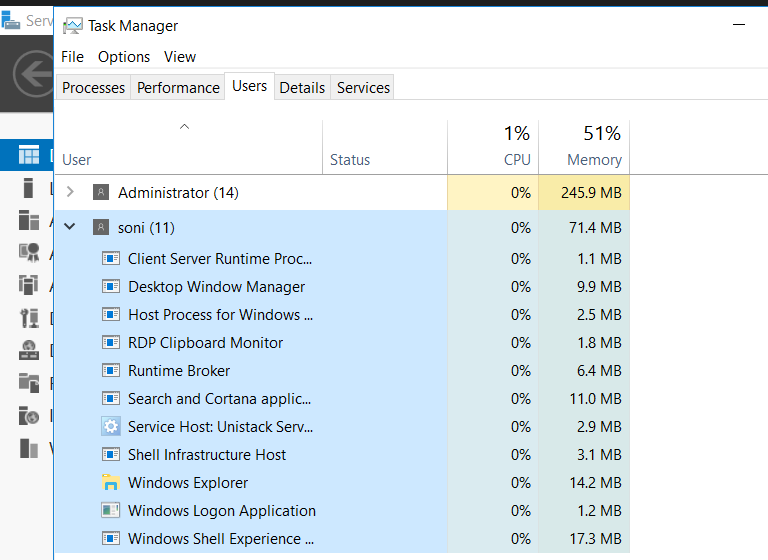 Serv
Task Manager
File Options View
Processes Performance Users Details Services
1% 51%
User Status CPU Memory
Administrator (14) 0% 245.9 MB
soni (11) 0% 71.4 MB
Client Server Runtime Proc... 0% 1.1 MB
Desktop Window Manager 0% 9.9 MB
Host Process for Windows ... 0% 2.5 MB
RDP Clipboard Monitor 0% 1.8 MB
Runtime Broker 0% 6.4 MB
Search and Cortana applic... 0% 11.0 MB
Service Host: Unistack Serv... 0% 2.9 MB
Shell Infrastructure Host 0% 3.1 MB
Windows Explorer 0% 14.2 MB
Windows Logon Application 0% 1.2 MB
Windows Shell Experience ... 0% 17.3 MB